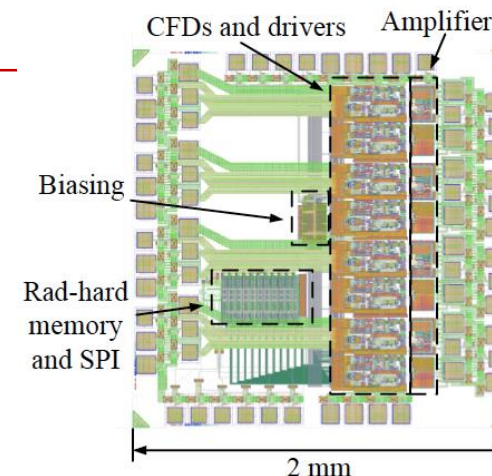 CFDs and drivers
Amplifier
Biasing
Rad-hard
memory
and SPI
2 mm